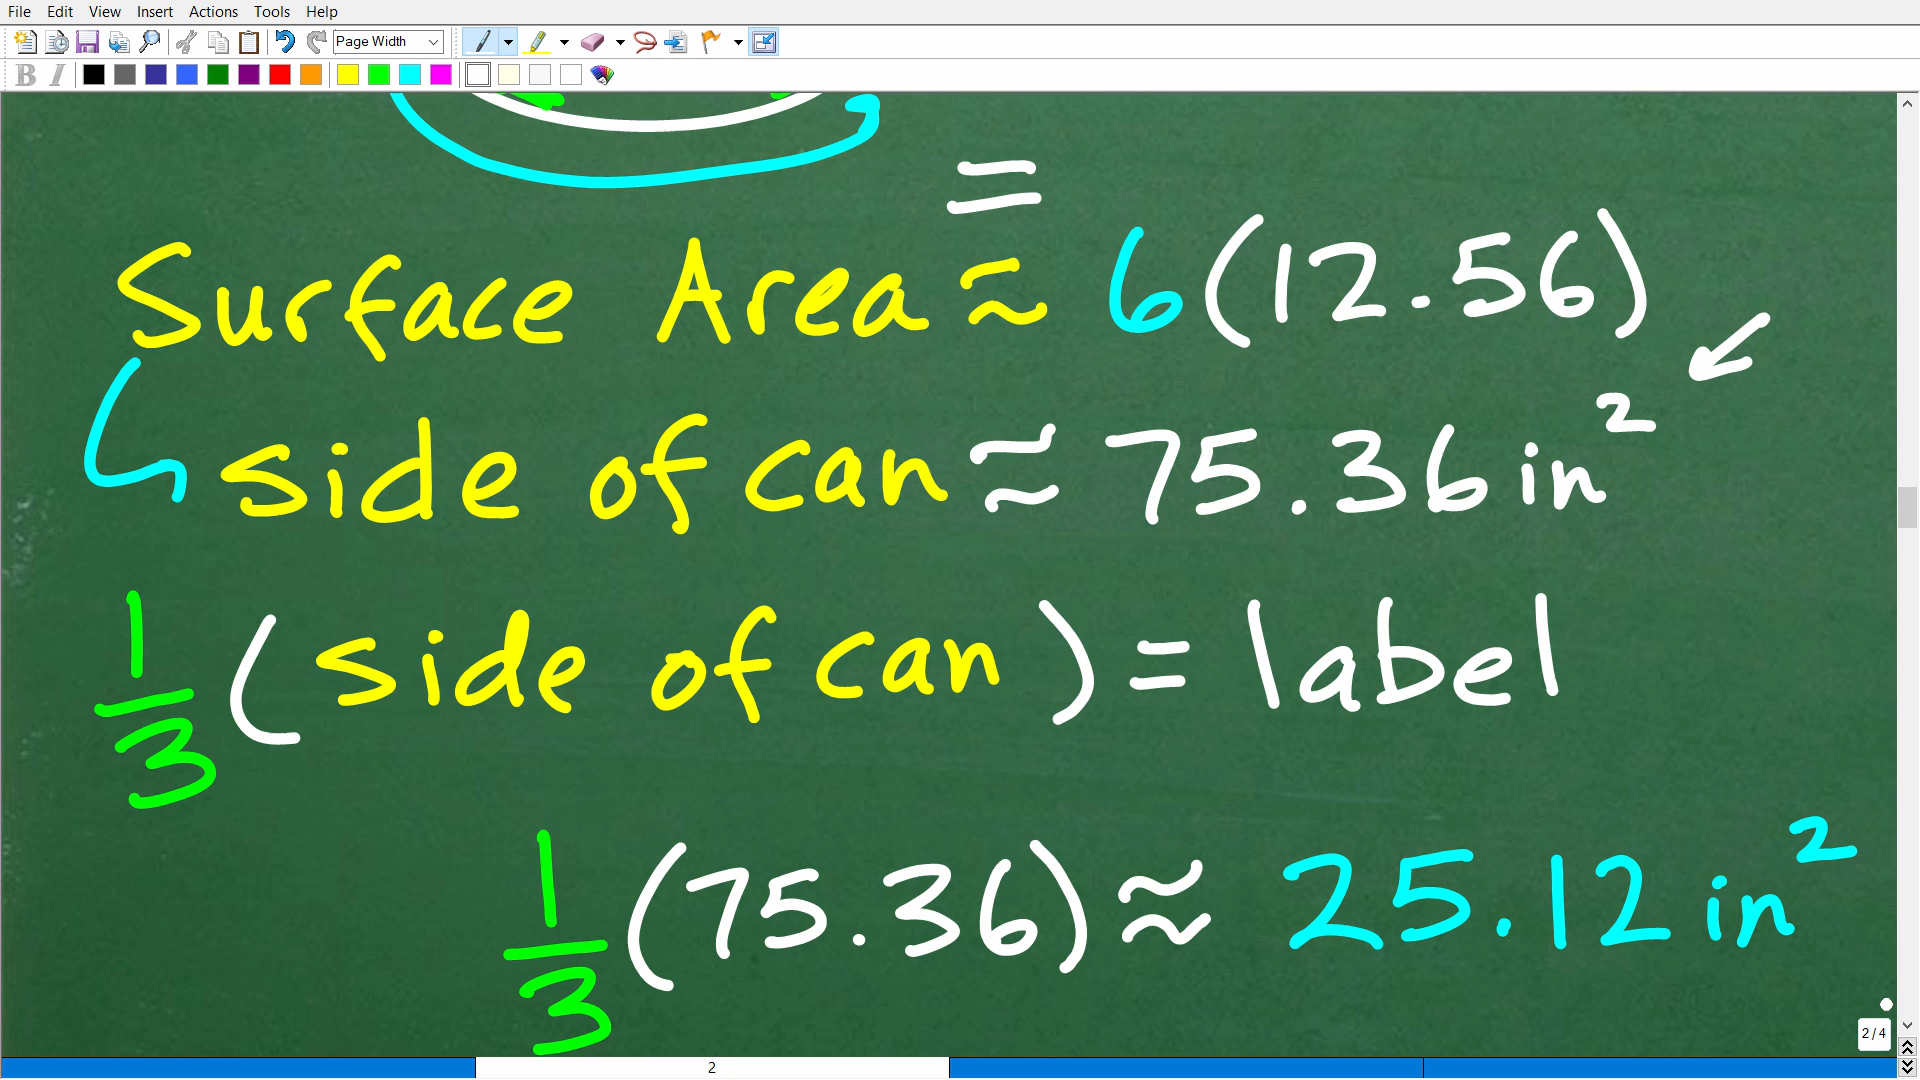 File Edit View Insert Actions Tools Help
Page Width
B I
=
Surface Area ≈ 6(12.56)
side of can ≈ 75.36 in²
1/3 (side of can) = label
1/3 (75.36) ≈ 25.12 in²
2 / 4
2